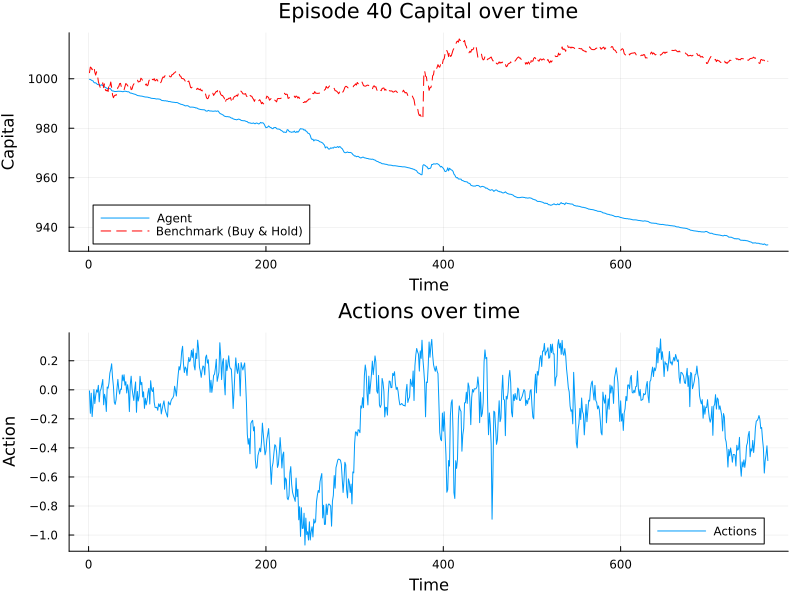 Episode 40 Capital over time
Capital
1000
980
960
940
Agent
Benchmark (Buy & Hold)
0 200 400 600
Time
Actions over time
Action
0.2
0.0
−0.2
−0.4
−0.6
−0.8
−1.0
Actions
0 200 400 600
Time